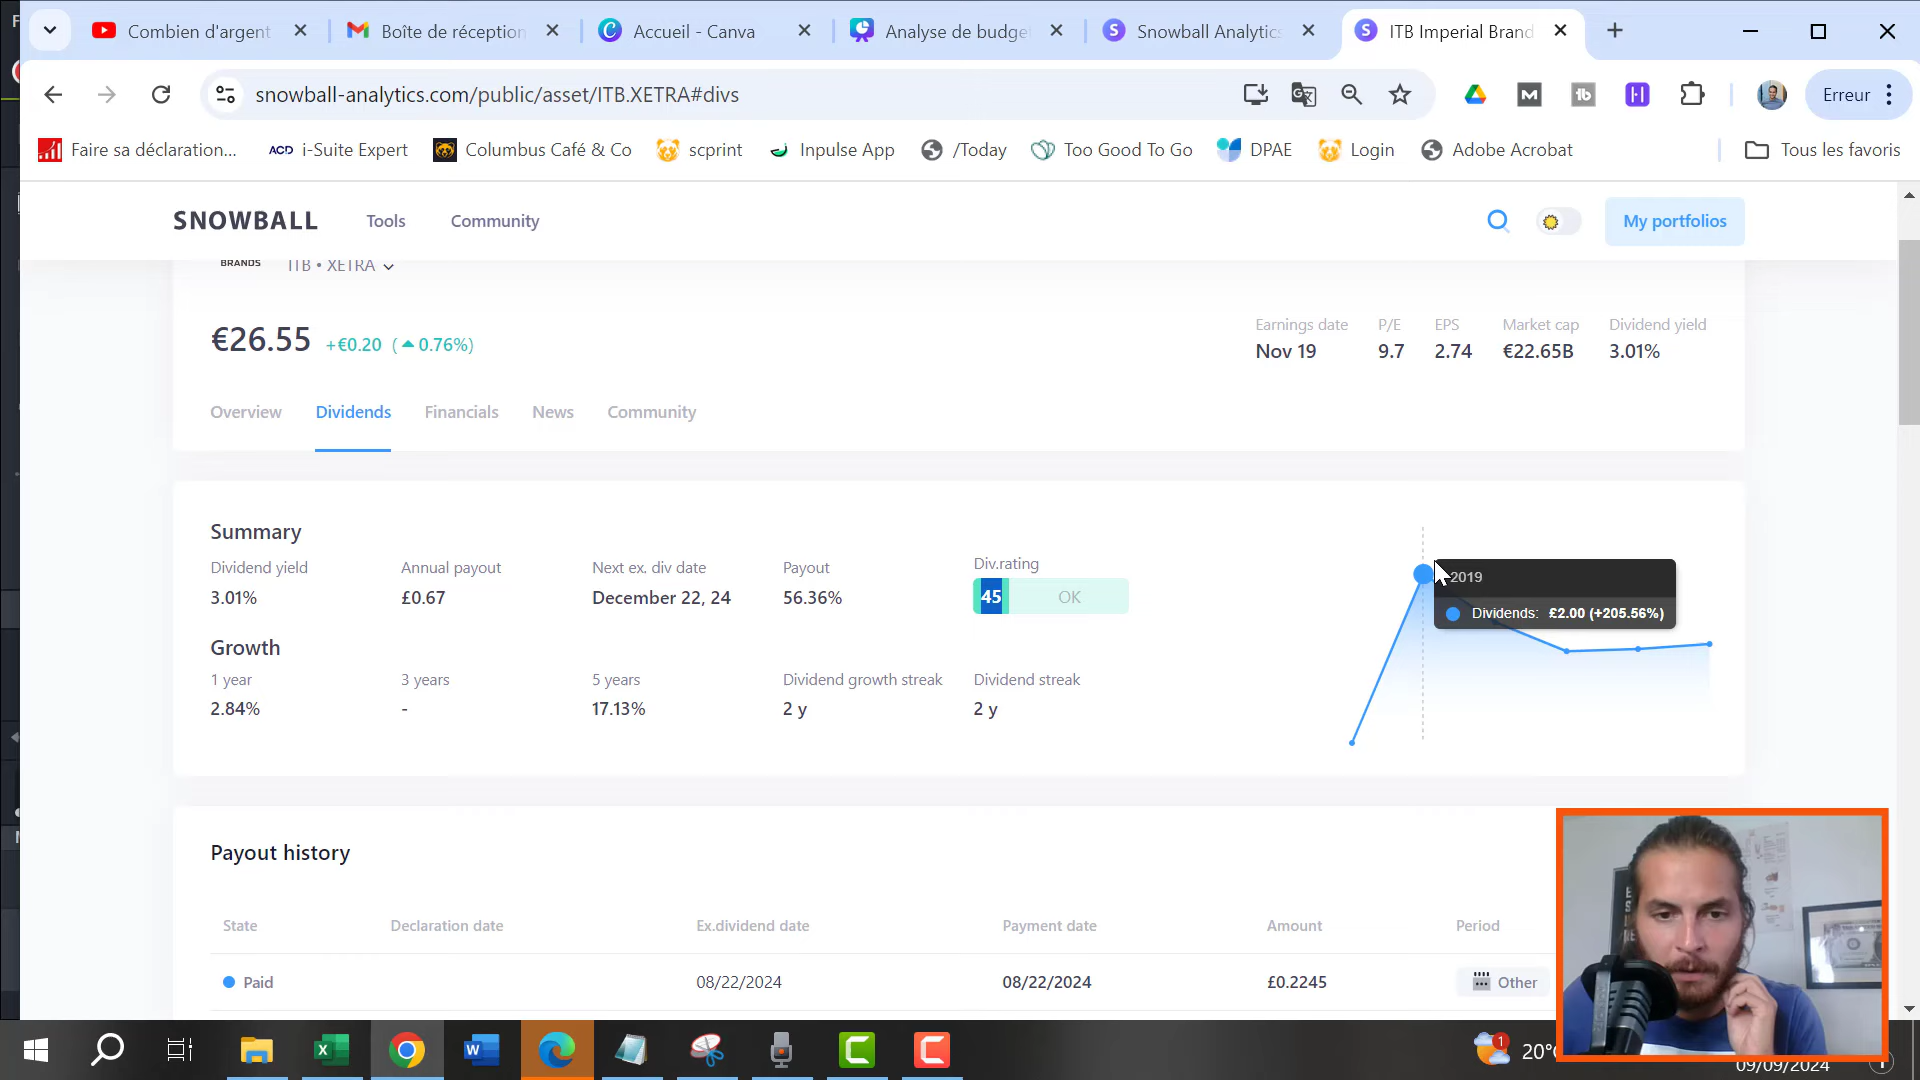 Combien d'argent
Boîte de réception
Accueil - Canva
Analyse de budge
Snowball Analytics
ITB Imperial Brand
snowball-analytics.com/public/asset/ITB.XETRA#divs
Erreur
Faire sa déclaration...
ACD i-Suite Expert
Columbus Café & Co
scprint
Inpulse App
/Today
Too Good To Go
DPAE
Login
Adobe Acrobat
Tous les favoris
SNOWBALL
Tools
Community
My portfolios
BRANDS
ITB • XETRA
€26.55 +€0.20 (▲ 0.76%)
Earnings date P/E EPS Market cap Dividend yield
Nov 19 9.7 2.74 €22.65B 3.01%
Overview Dividends Financials News Community
Summary
Dividend yield Annual payout Next ex. div date Payout Div.rating
3.01% £0.67 December 22, 24 56.36% 45 OK
2019
Dividends: £2.00 (+205.56%)
Growth
1 year 3 years 5 years Dividend growth streak Dividend streak
2.84% - 17.13% 2 y 2 y
Payout history
State Declaration date Ex.dividend date Payment date Amount Period
Paid 08/22/2024 08/22/2024 £0.2245 Other
20°
09/09/2024